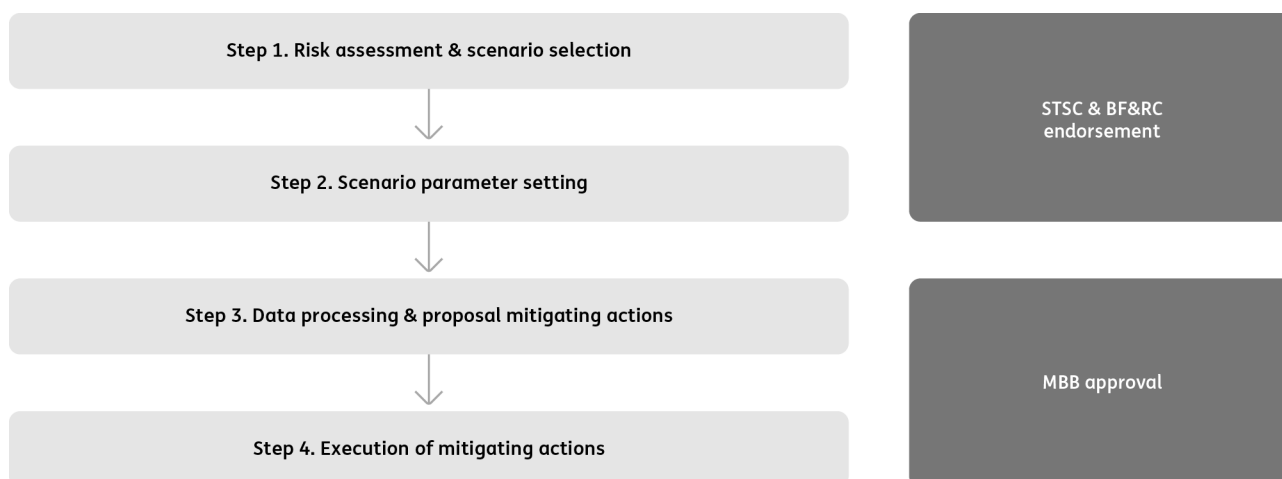 Step 1. Risk assessment & scenario selection
STSC & BF&RC
endorsement
Step 2. Scenario parameter setting
Step 3. Data processing & proposal mitigating actions
MBB approval
Step 4. Execution of mitigating actions